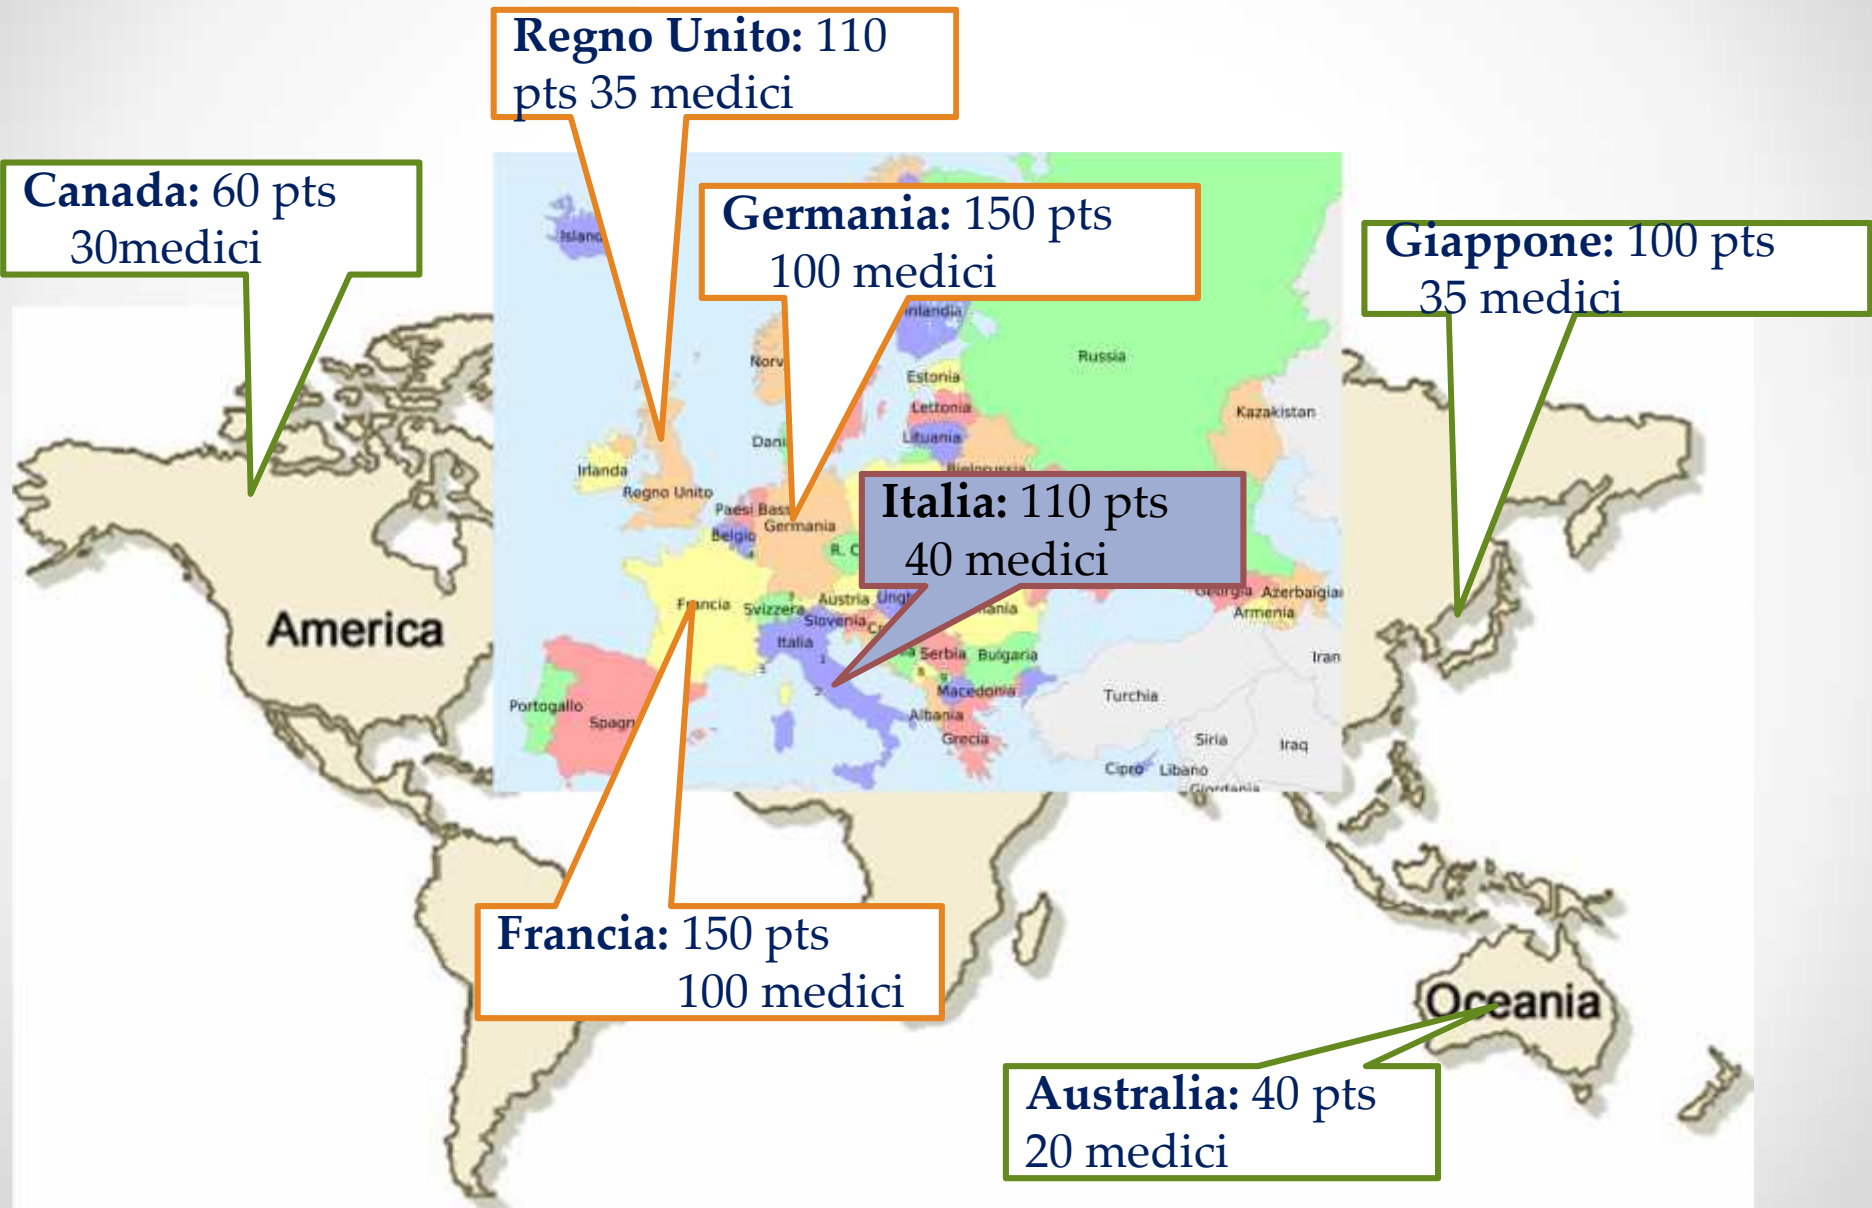 Regno Unito: 110
pts 35 medici
Canada: 60 pts
30medici
Germania: 150 pts
100 medici
Giappone: 100 pts
35 medici
Italia: 110 pts
40 medici
Francia: 150 pts
100 medici
Australia: 40 pts
20 medici
America
Oceania
Russia
Estonia
Lettonia
Lituania
Kazakistan
Irlanda
Regno Unito
Germania
Belgio
Francia
Svizzera
Austria
Slovenia
Italia
Serbia
Bulgaria
Macedonia
Albania
Grecia
Portogallo
Georgia
Armenia
Iran
Turchia
Siria
Iraq
Cipro
Libano
Giordania